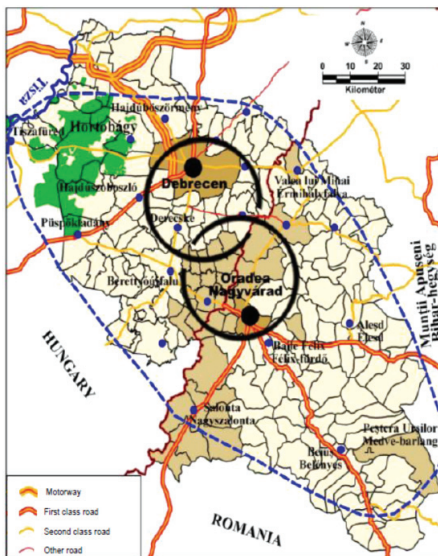 N
W
E
S
0
10
20
30
Kilométer
TISZA
Tiszafüred
Hortobágy
Hajdúböszörmény
Hajdúszoboszló
Debrecen
Valea lui Mihai
Érmihályfalva
Püspökladány
Derecske
Berettyóújfalu
Oradea
Nagyvárad
Aleşd
Élesd
Băile Felix
Félix-fürdő
Munţii Apuseni
Bihar-hegység
HUNGARY
Salonta
Nagyszalonta
Peştera Urşilor
Medve-barlang
Beiuş
Belényes
ROMANIA
Motorway
First class road
Second class road
Other road